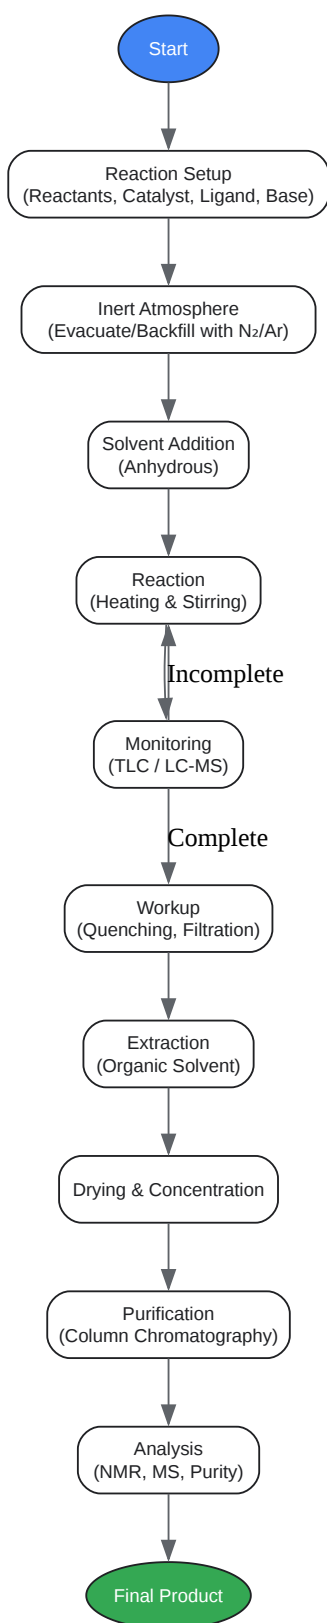 Start
Reaction Setup
(Reactants, Catalyst, Ligand, Base)
Inert Atmosphere
(Evacuate/Backfill with N₂/Ar)
Solvent Addition
(Anhydrous)
Reaction
(Heating & Stirring)
Incomplete
Monitoring
(TLC / LC-MS)
Complete
Workup
(Quenching, Filtration)
Extraction
(Organic Solvent)
Drying & Concentration
Purification
(Column Chromatography)
Analysis
(NMR, MS, Purity)
Final Product